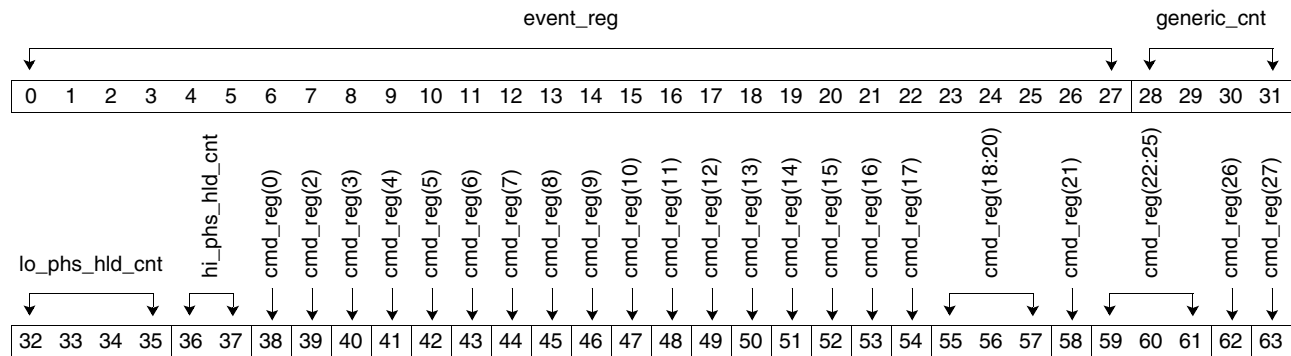 event_reg generic_cnt
0 1 2 3 4 5 6 7 8 9 10 11 12 13 14 15 16 17 18 19 20 21 22 23 24 25 26 27 28 29 30 31
lo_phs_hld_cnt
hi_phs_hld_cnt
cmd_reg(0)
cmd_reg(2)
cmd_reg(3)
cmd_reg(4)
cmd_reg(5)
cmd_reg(6)
cmd_reg(7)
cmd_reg(8)
cmd_reg(9)
cmd_reg(10)
cmd_reg(11)
cmd_reg(12)
cmd_reg(13)
cmd_reg(14)
cmd_reg(15)
cmd_reg(16)
cmd_reg(17)
cmd_reg(18:20)
cmd_reg(21)
cmd_reg(22:25)
cmd_reg(26)
cmd_reg(27)
32 33 34 35 36 37 38 39 40 41 42 43 44 45 46 47 48 49 50 51 52 53 54 55 56 57 58 59 60 61 62 63